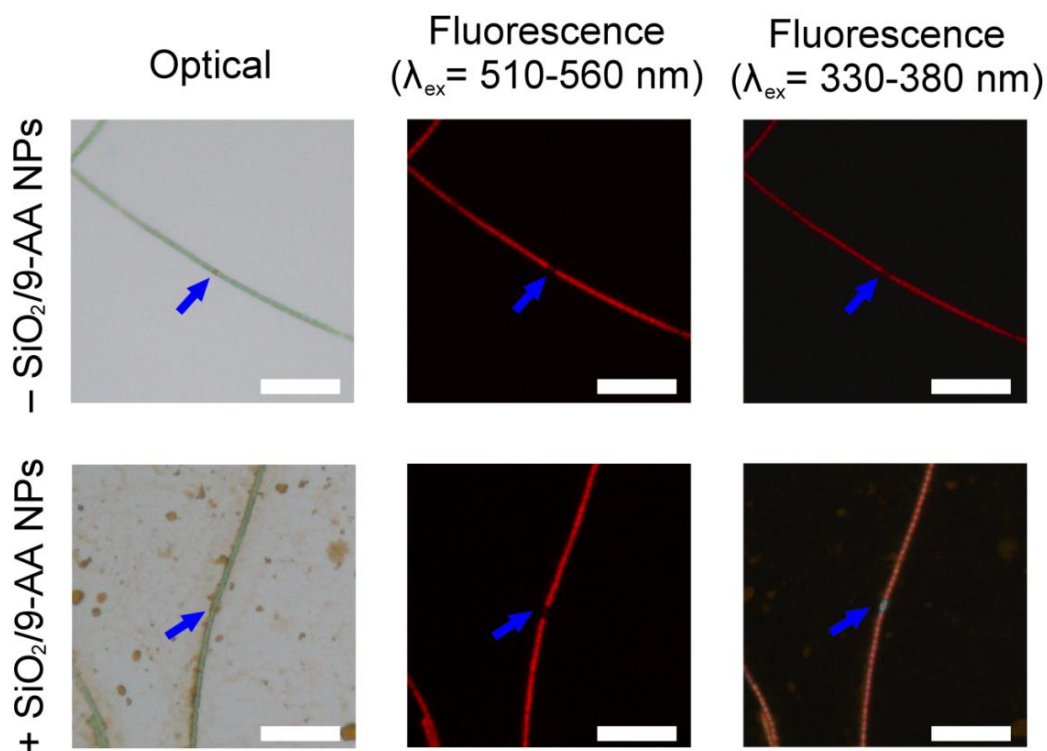 Optical
Fluorescence
(λex= 510-560 nm)
Fluorescence
(λex= 330-380 nm)
– SiO2/9-AA NPs
+ SiO2/9-AA NPs